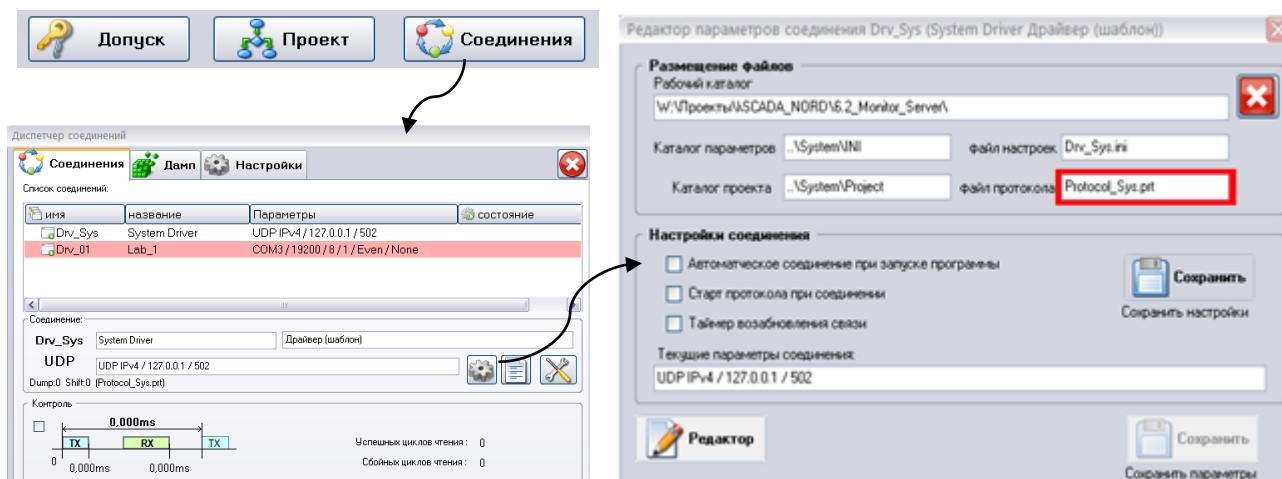 Допуск
Проект
Соединения
Диспетчер соединений
Соединения Дамп Настройки
Список соединений:
имя название Параметры состояние
Drv_Sys System Driver UDP IPv4 / 127.0.0.1 / 502
Drv_01 Lab_1 COM3 / 19200 / 8 / 1 / Even / None
Соединение:
Drv_Sys System Driver Драйвер (шаблон)
UDP UDP IPv4 / 127.0.0.1 / 502
Dump:0 Shift:0 (Protocol_Sys.prt)
Контроль
0,000ms
TX RX TX
0 0,000ms 0,000ms
Успешных циклов чтения : 0
Сбойных циклов чтения : 0
Редактор параметров соединения Drv_Sys (System Driver Драйвер (шаблон))
Размещение файлов
Рабочий каталог
W:\Проекты\ASCADA_NORD\6.2_Monitor_Server\
Каталог параметров ..\System\INI файл настроек Drv_Sys.ini
Каталог проекта ..\System\Project файл протокола Protocol_Sys.prt
Настройки соединения
Автоматческое соединение при запуске программы
Старт протокола при соединении
Таймер возабновления связи
Сохранить
Сохранить настройки
Текущие параметры соединения:
UDP IPv4 / 127.0.0.1 / 502
Редактор
Сохранить
Сохранить параметры